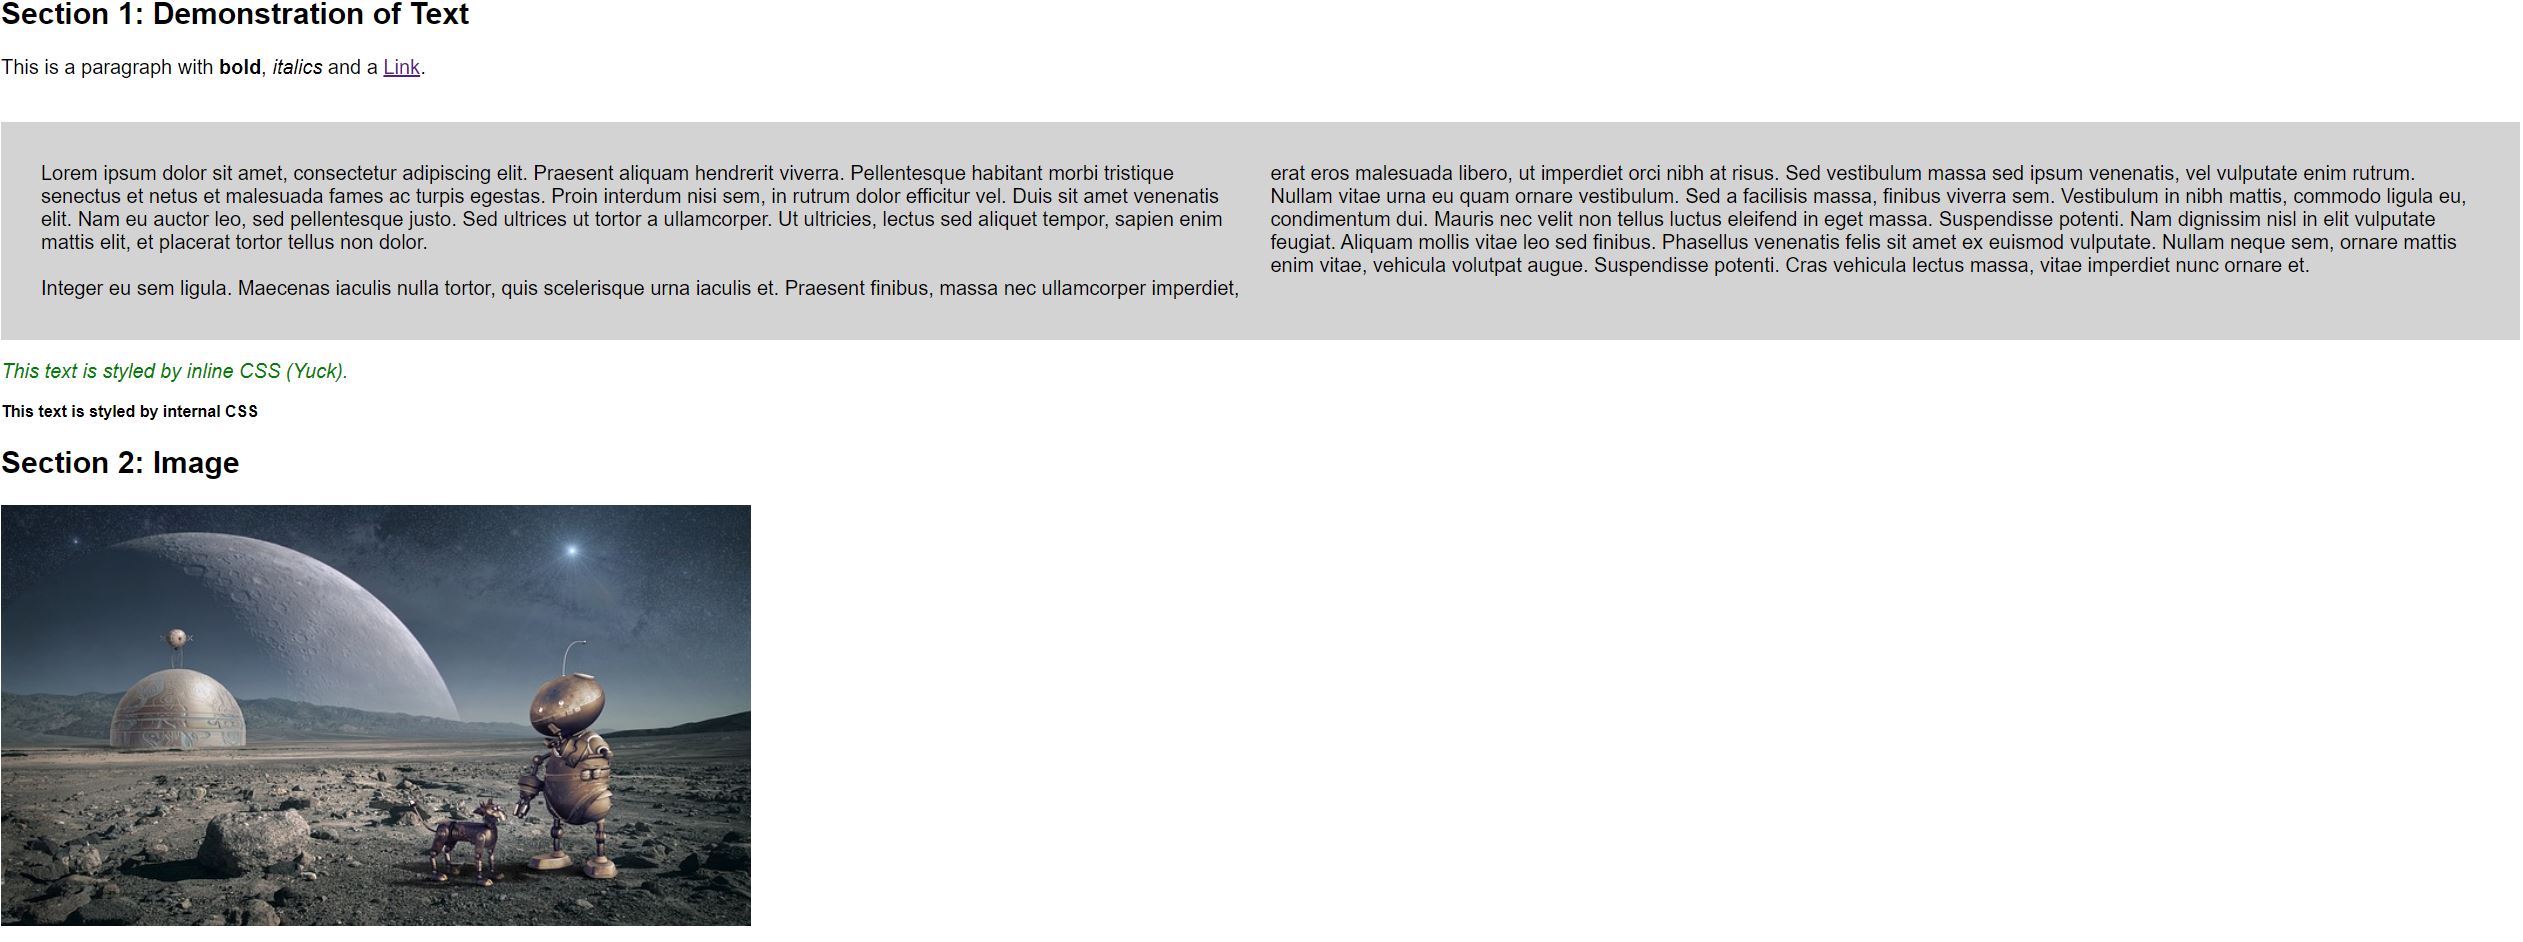 Section 1: Demonstration of Text
This is a paragraph with bold, italics and a Link.
Lorem ipsum dolor sit amet, consectetur adipiscing elit. Praesent aliquam hendrerit viverra. Pellentesque habitant morbi tristique
senectus et netus et malesuada fames ac turpis egestas. Proin interdum nisi sem, in rutrum dolor efficitur vel. Duis sit amet venenatis
elit. Nam eu auctor leo, sed pellentesque justo. Sed ultrices ut tortor a ullamcorper. Ut ultricies, lectus sed aliquet tempor, sapien enim
mattis elit, et placerat tortor tellus non dolor.
Integer eu sem ligula. Maecenas iaculis nulla tortor, quis scelerisque urna iaculis et. Praesent finibus, massa nec ullamcorper imperdiet,
erat eros malesuada libero, ut imperdiet orci nibh at risus. Sed vestibulum massa sed ipsum venenatis, vel vulputate enim rutrum.
Nullam vitae urna eu quam ornare vestibulum. Sed a facilisis massa, finibus viverra sem. Vestibulum in nibh mattis, commodo ligula eu,
condimentum dui. Mauris nec velit non tellus luctus eleifend in eget massa. Suspendisse potenti. Nam dignissim nisl in elit vulputate
feugiat. Aliquam mollis vitae leo sed finibus. Phasellus venenatis felis sit amet ex euismod vulputate. Nullam neque sem, ornare mattis
enim vitae, vehicula volutpat augue. Suspendisse potenti. Cras vehicula lectus massa, vitae imperdiet nunc ornare et.
This text is styled by inline CSS (Yuck).
This text is styled by internal CSS
Section 2: Image